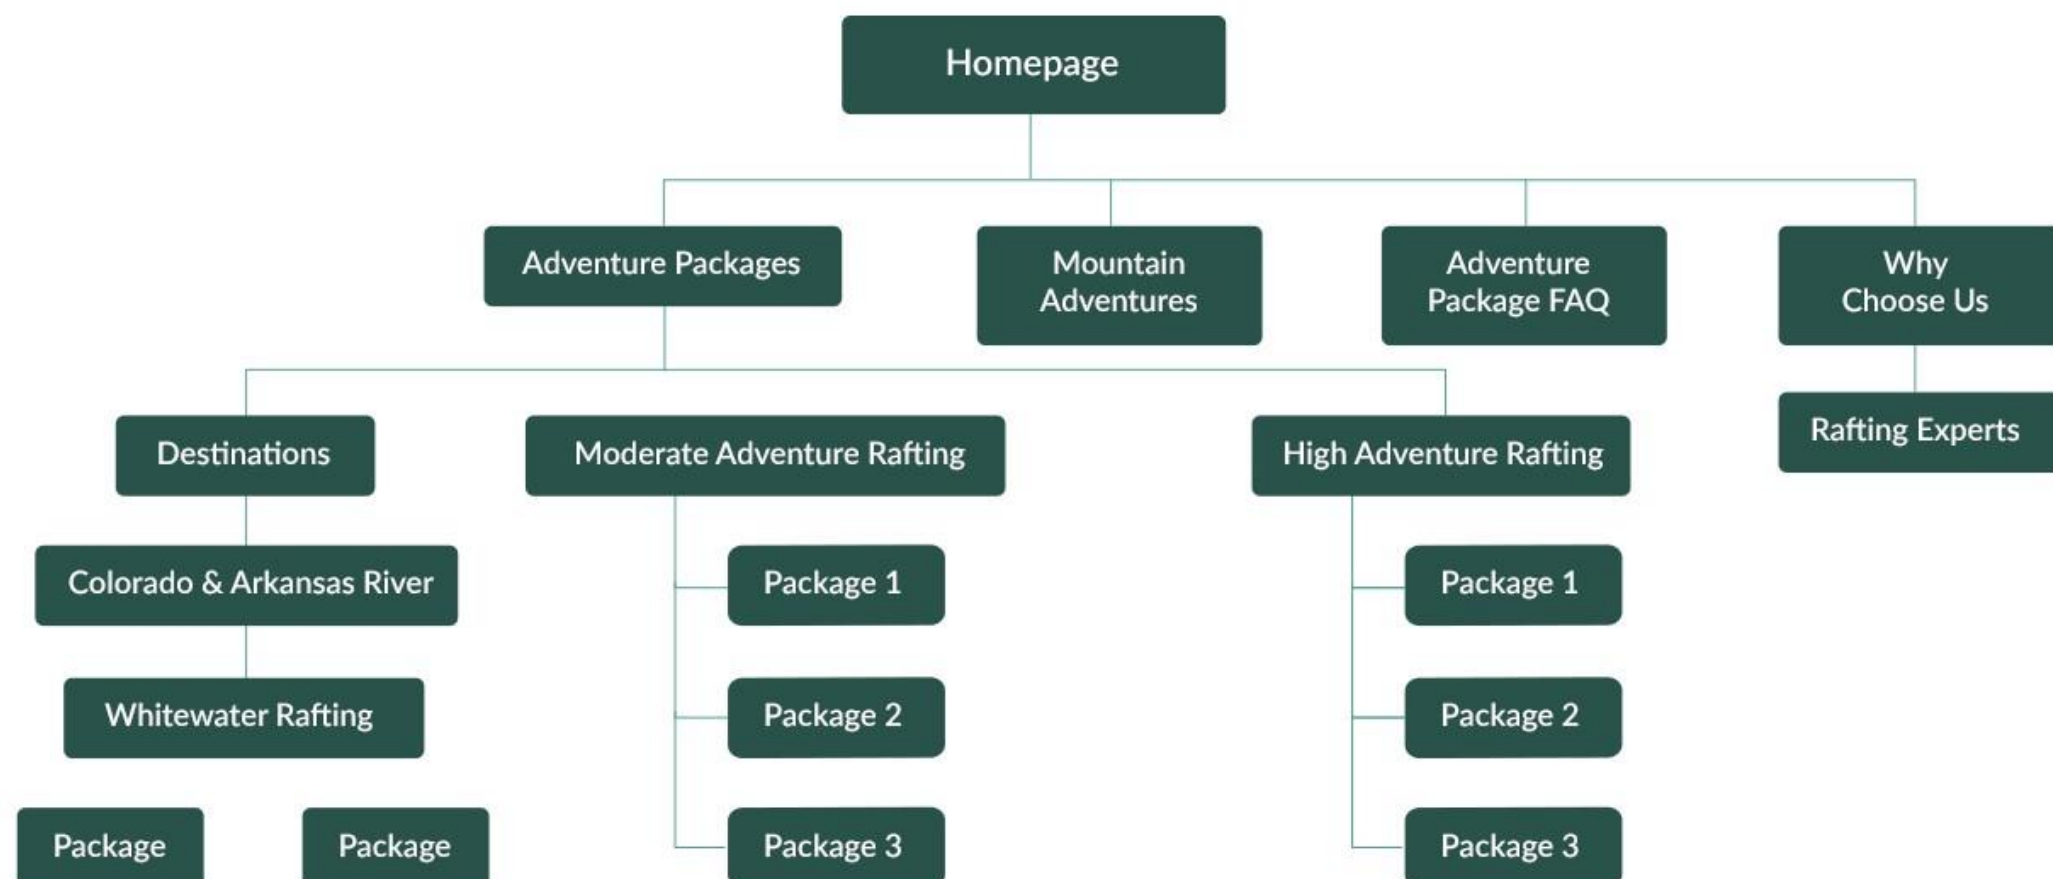 Homepage
Adventure Packages
Mountain
Adventures
Adventure
Package FAQ
Why
Choose Us
Destinations
Moderate Adventure Rafting
High Adventure Rafting
Rafting Experts
Colorado & Arkansas River
Package 1
Package 1
Whitewater Rafting
Package 2
Package 2
Package
Package
Package 3
Package 3